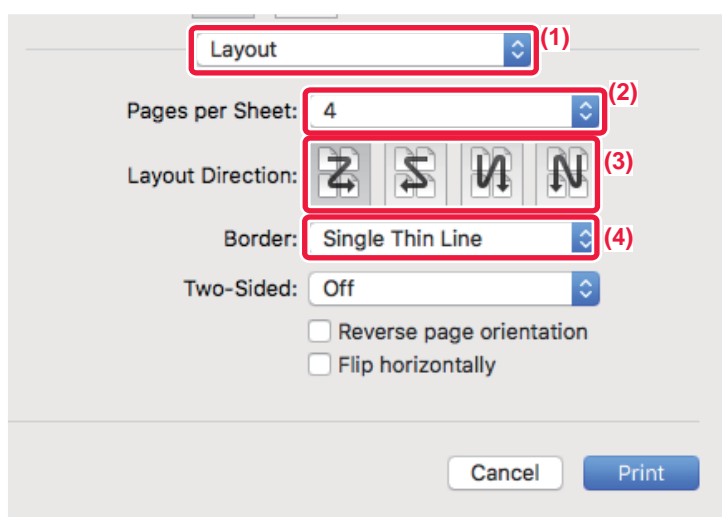 Layout (1)
Pages per Sheet: 4 (2)
Layout Direction: (3)
Border: Single Thin Line (4)
Two-Sided: Off
Reverse page orientation
Flip horizontally
Cancel Print